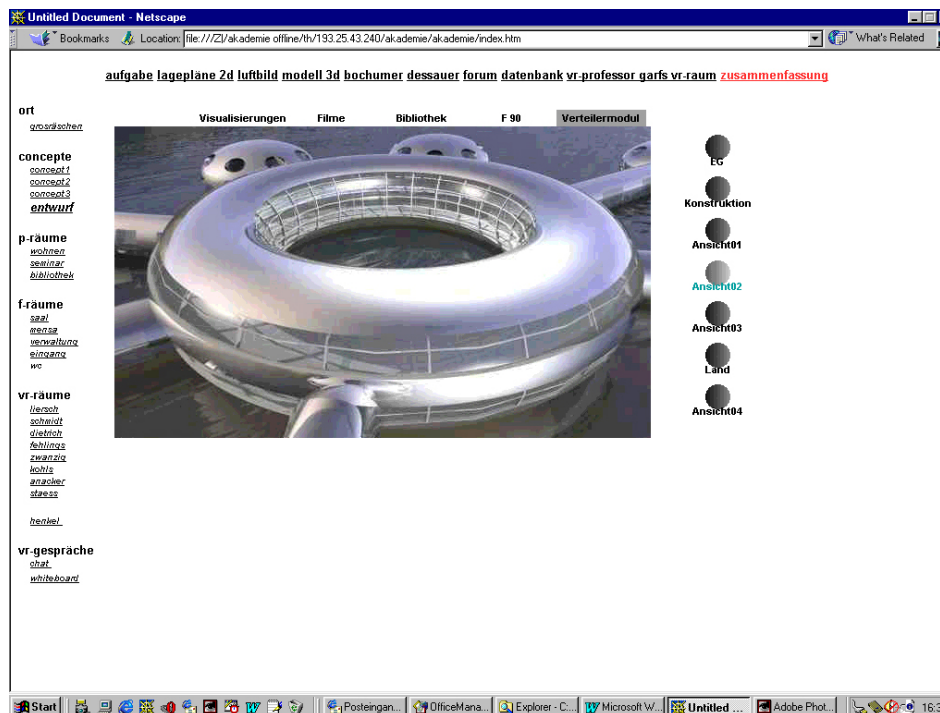 Untitled Document - Netscape
Bookmarks Location: file:///Z|/akademie offline/th/193.25.43.240/akademie/akademie/index.htm What's Related
aufgabe lagepläne 2d luftbild modell 3d bochumer dessauer forum datenbank vr-professor garfs vr-raum zusammenfassung
ort
grosräschen
concepte
concept1
concept2
concept3
entwurf
p-räume
wohnen
seminar
bibliothek
f-räume
saal
mensa
verwaltung
eingang
wc
vr-räume
liersch
schmidt
dietrich
fehlings
zwanzig
kohls
anacker
staess
henkel
vr-gespräche
chat
whiteboard
Visualisierungen Filme Bibliothek F 90 Verteilermodul
EG
Konstruktion
Ansicht01
Ansicht02
Ansicht03
Land
Ansicht04
Start Posteingan... OfficeMana... Explorer - C:... Microsoft W... Untitled ... Adobe Phot...